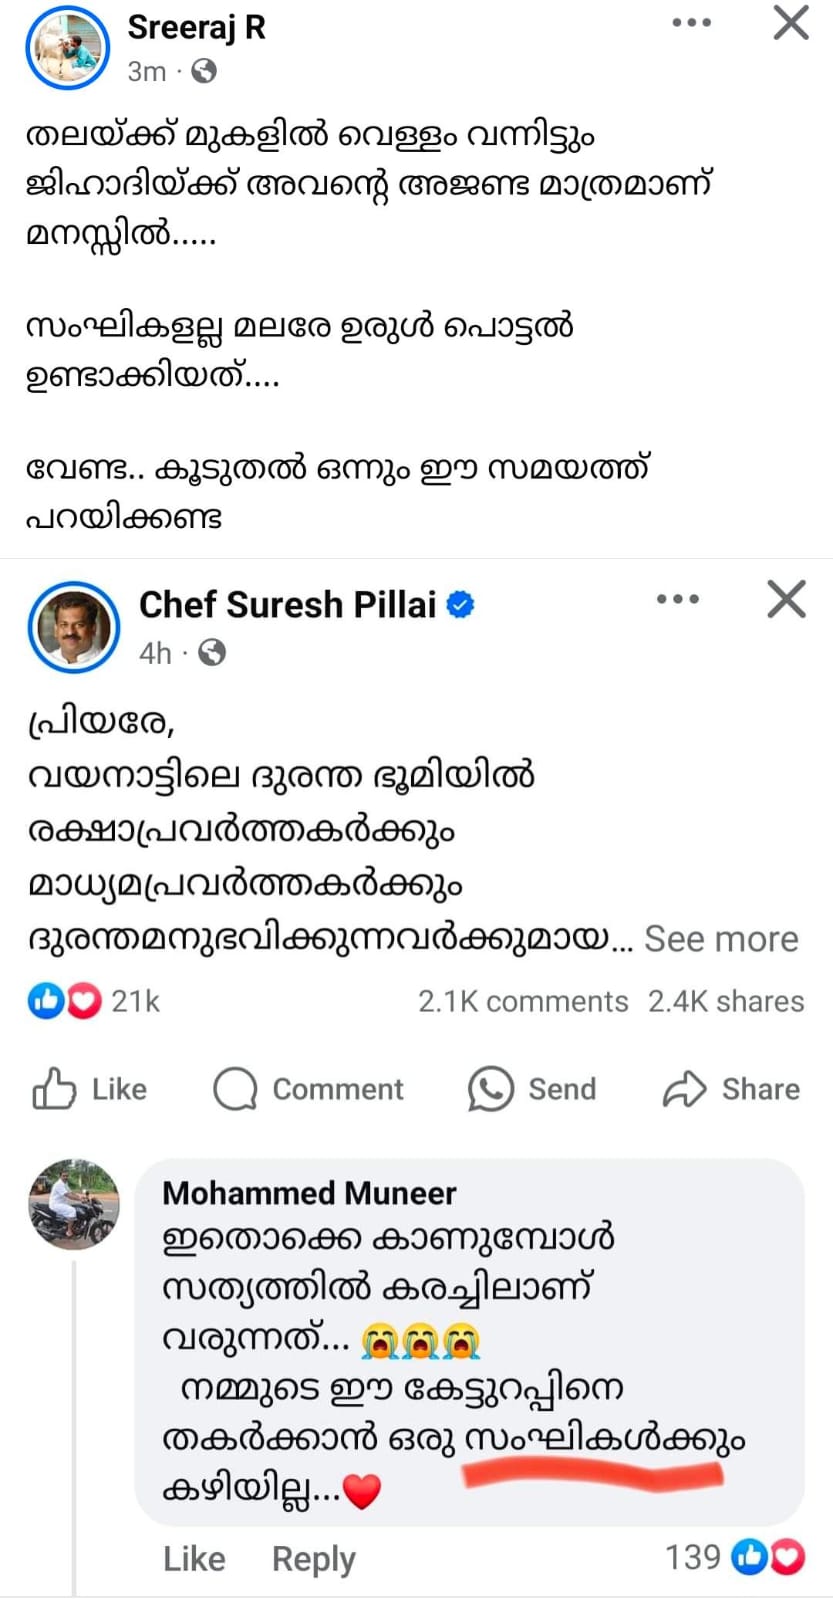 Sreeraj R
3m ·
തലയ്ക്ക് മുകളിൽ വെള്ളം വന്നിട്ടും
ജിഹാദിയ്ക്ക് അവന്റെ അജണ്ട മാത്രമാണ്
മനസ്സിൽ.....
സംഘികളല്ല മലരേ ഉരുൾ പൊട്ടൽ
ഉണ്ടാക്കിയത്....
വേണ്ട.. കൂടുതൽ ഒന്നും ഈ സമയത്ത്
പറയിക്കണ്ട
Chef Suresh Pillai
4h ·
പ്രിയരേ,
വയനാട്ടിലെ ദുരന്ത ഭൂമിയിൽ
രക്ഷാപ്രവർത്തകർക്കും
മാധ്യമപ്രവർത്തകർക്കും
ദുരന്തമനുഭവിക്കുന്നവർക്കുമായ... See more
21k 2.1K comments 2.4K shares
Like Comment Send Share
Mohammed Muneer
ഇതൊക്കെ കാണുമ്പോൾ
സത്യത്തിൽ കരച്ചിലാണ്
വരുന്നത്... 😭😭😭
നമ്മുടെ ഈ കേട്ടുറപ്പിനെ
തകർക്കാൻ ഒരു സംഘികൾക്കും
കഴിയില്ല...❤️
Like Reply 139